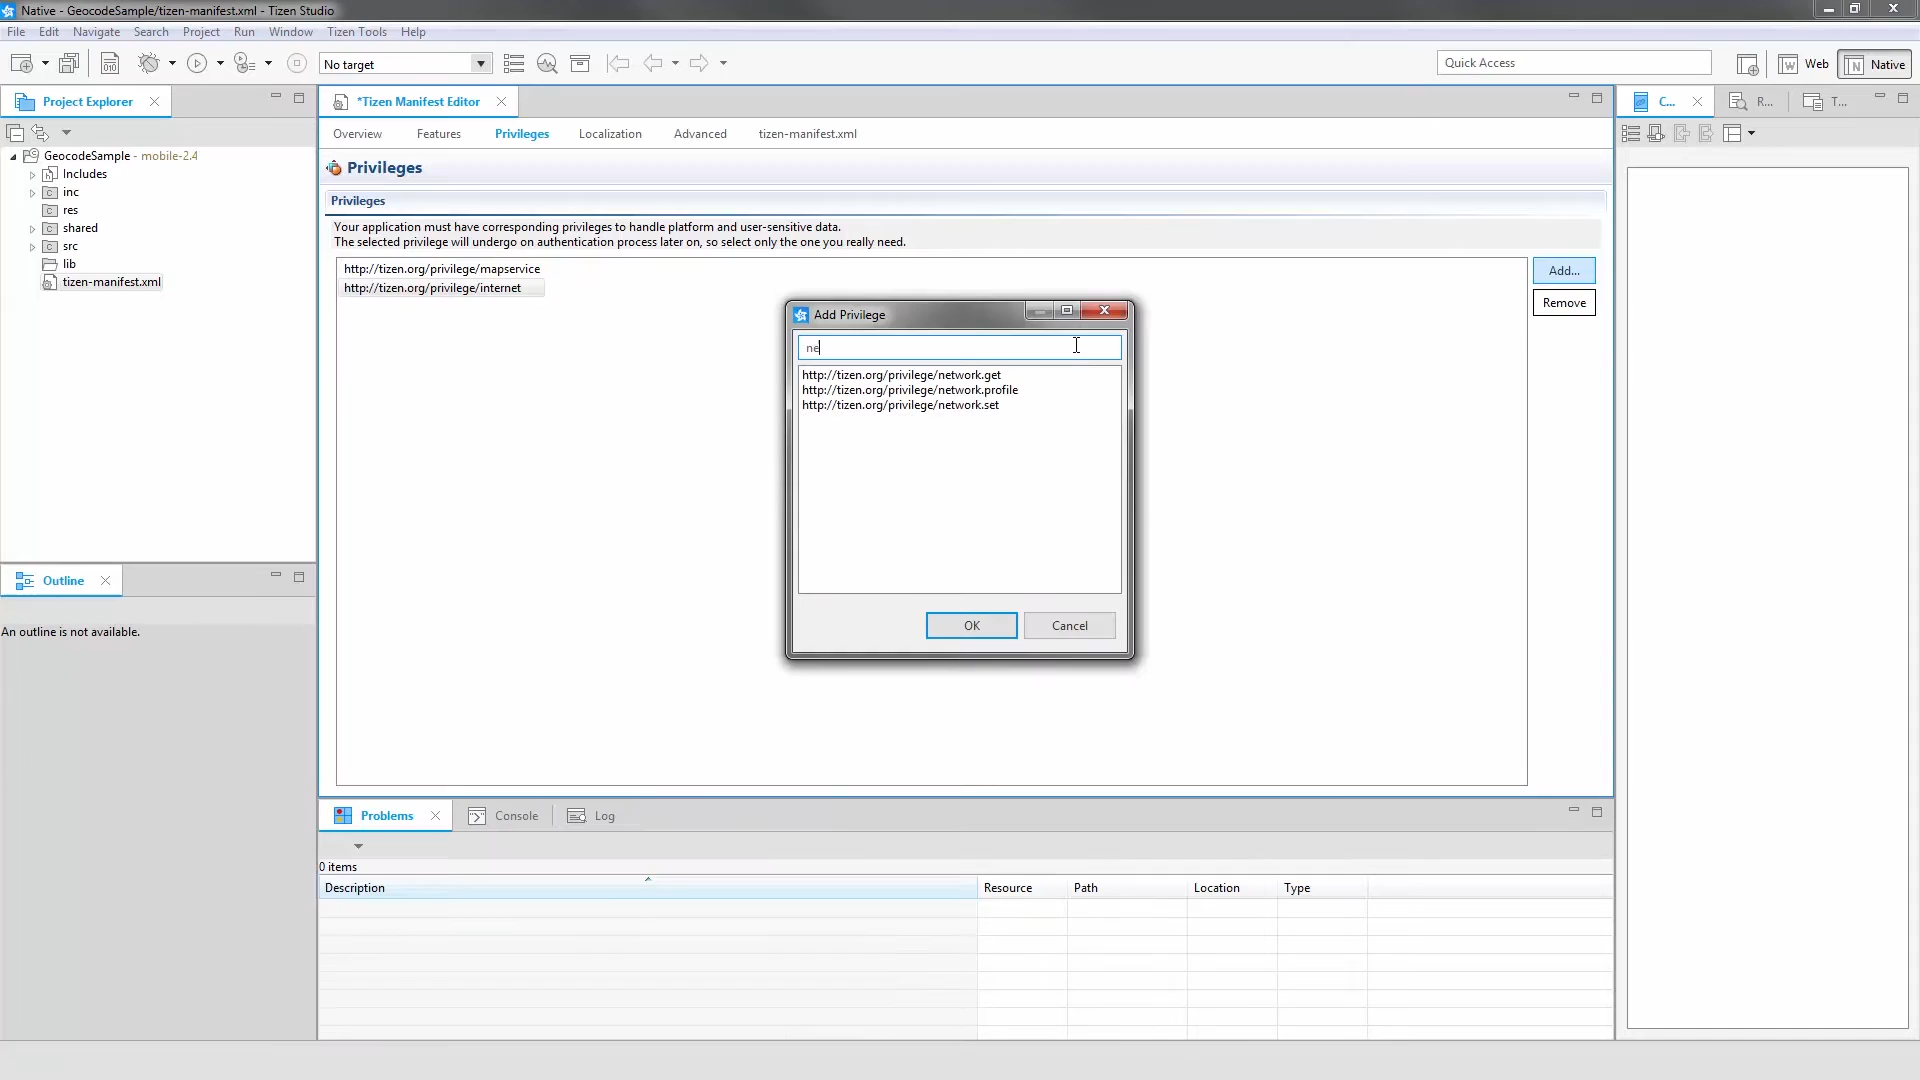 Native - GeocodeSample/tizen-manifest.xml - Tizen Studio
File Edit Navigate Search Project Run Window Tizen Tools Help
No target
Quick Access
Web
Native
Project Explorer
*Tizen Manifest Editor
C...
R...
T...
Overview Features Privileges Localization Advanced tizen-manifest.xml
GeocodeSample - mobile-2.4
Includes
inc
res
shared
src
lib
tizen-manifest.xml
Privileges
Privileges
Your application must have corresponding privileges to handle platform and user-sensitive data.
The selected privilege will undergo on authentication process later on, so select only the one you really need.
http://tizen.org/privilege/mapservice
http://tizen.org/privilege/internet
Add...
Remove
Add Privilege
ne
http://tizen.org/privilege/network.get
http://tizen.org/privilege/network.profile
http://tizen.org/privilege/network.set
OK
Cancel
Outline
An outline is not available.
Problems
Console
Log
0 items
Description Resource Path Location Type